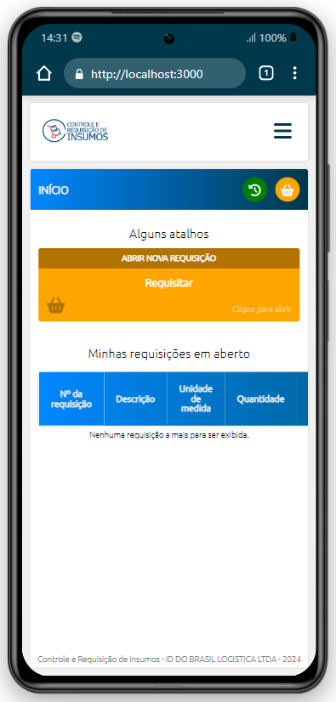 14:31
100%
http://localhost:3000
1
CONTROLE E
REQUISIÇÃO DE
INSUMOS
INÍCIO
Alguns atalhos
ABRIR NOVA REQUISIÇÃO
Requisitar
Clique para abrir
Minhas requisições em aberto
Nº da
requisição
Descrição
Unidade
de
medida
Quantidade
Nenhuma requisição a mais para ser exibida.
Controle e Requisição de Insumos - ID DO BRASIL LOGISTICA LTDA - 2024